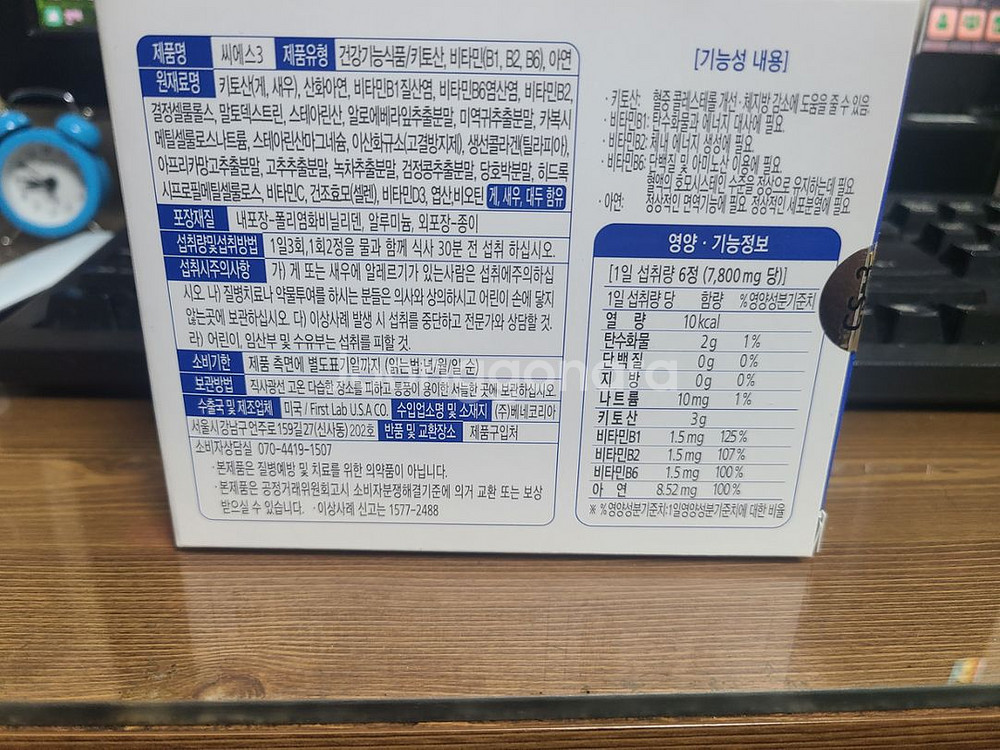 제품명 씨에스3 제품유형 건강기능식품/키토산, 비타민(B1, B2, B6), 아연
원재료명 키토산(게, 새우), 산화아연, 비타민B1질산염, 비타민B6염산염, 비타민B2,
결정셀룰롤스, 말토덱스트린, 스테아린산, 알로에베라잎추출분말, 미역귀추출분말, 카복시
메틸셀룰로스나트륨, 스테아린산마그네슘, 이산화규소(고결방지제), 생선콜라겐(틸라피아),
아프리카망고추출분말, 고추추출분말, 녹차추출분말, 검정콩추출분말, 당호박분말, 히드록
시프로필메틸셀룰로스, 비타민C, 건조효모(셀렌), 비타민D3, 엽산, 비오틴 게, 새우, 대두 함유
포장재질 내포장-폴리염화비닐리덴, 알루미늄, 외포장-종이
섭취량및섭취방법 1일3회, 1회2정을 물과 함께 식사 30분 전 섭취 하십시오.
섭취시주의사항 가) 게 또는 새우에 알레르기가 있는사람은 섭취에주의하십
시오. 나) 질병치료나 약물투여를 하시는 분들은 의사와 상의하시고 어린이 손에 닿지
않는곳에 보관하십시오. 다) 이상사례 발생 시 섭취를 중단하고 전문가와 상담할 것.
라) 어린이, 임산부 및 수유부는 섭취를 피할 것.
소비기한 제품 측면에 별도표기일까지 (읽는법:년/월/일 순)
보관방법 직사광선 고온 다습한 장소를 피하고 통풍이 용이한 서늘한 곳에 보관하십시오.
수출국 및 제조업체 미국 / First Lab U.S.A CO. 수입업소명 및 소재지 (주)베네코리아
서울시강남구언주로 159길27(신사동) 202호 반품 및 교환장소 제품구입처
소비자상담실 070-4419-1507
·본제품은 질병예방 및 치료를 위한 의약품이 아닙니다.
·본제품은 공정거래위원회고시 소비자분쟁해결기준에 의거 교환 또는 보상
받으실 수 있습니다. ·이상사례 신고는 1577-2488
[기능성 내용]
·키토산: 혈중 콜레스테롤 개선·체지방 감소에 도움을 줄 수 있음.
·비타민B1: 탄수화물과 에너지 대사에 필요.
·비타민B2: 체내 에너지 생성에 필요.
·비타민B6: 단백질 및 아미노산 이용에 필요.
혈액의 호모시스테인 수준을 정상으로 유지하는데 필요
·아연: 정상적인 면역기능에 필요 정상적인 세포분열에 필요
영양·기능정보
[1일 섭취량 6정 (7,800mg 당)]
1일 섭취량 당 함량 %영양성분기준치
열 량 10 kcal
탄수화물 2g 1%
단백질 0g 0%
지 방 0g 0%
나트륨 10mg 1%
키토산 3g
비타민B1 1.5mg 125%
비타민B2 1.5mg 107%
비타민B6 1.5mg 100%
아 연 8.52mg 100%
※ %영양성분기준치:1일영양성분기준치에 대한 비율